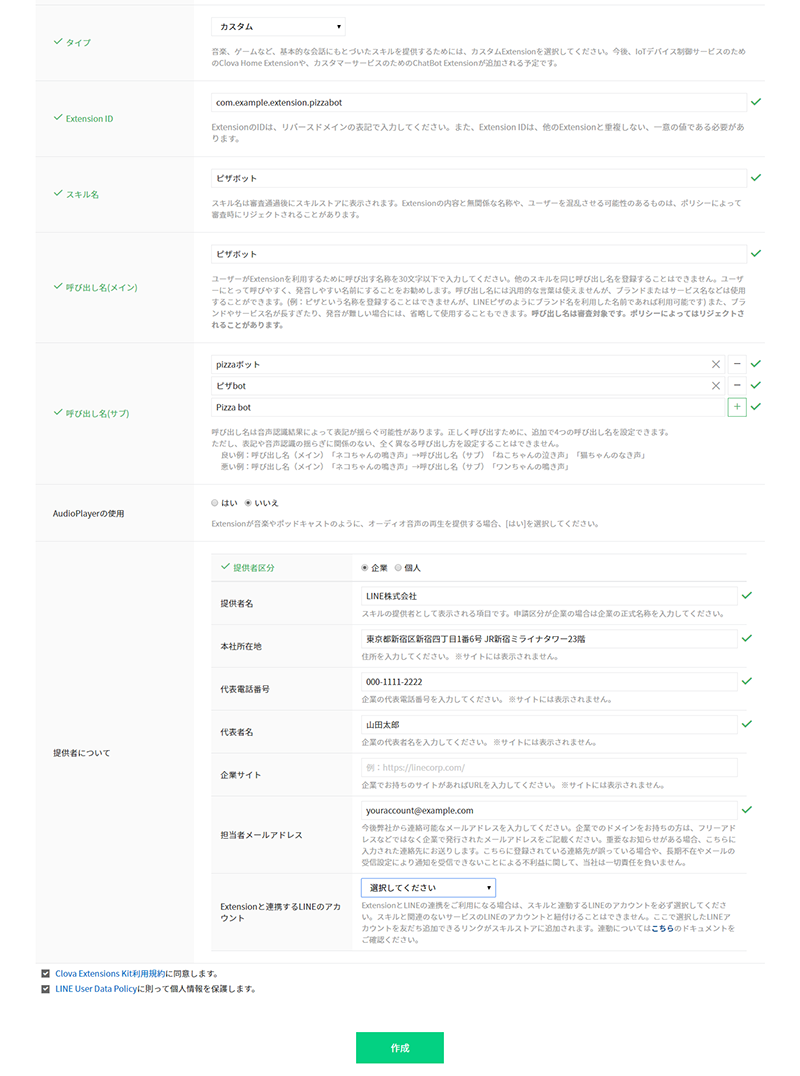 タイプ
カスタム
音楽、ゲームなど、基本的な会話にもとづいたスキルを提供するためには、カスタムExtensionを選択してください。今後、IoTデバイス制御サービスのため
のClova Home Extensionや、カスタマーサービスのためのChatBot Extensionが追加される予定です。
Extension ID
com.example.extension.pizzabot
ExtensionのIDは、リバースドメインの表記で入力してください。また、Extension IDは、他のExtensionと重複しない、一意の値である必要があ
ります。
スキル名
ピザボット
スキル名は審査通過後にスキルストアに表示されます。Extensionの内容と無関係な名称や、ユーザーを混乱させる可能性のあるものは、ポリシーによって
審査時にリジェクトされることがあります。
呼び出し名(メイン)
ピザボット
ユーザーがExtensionを利用するために呼び出す名称を30文字以下で入力してください。他のスキルを同じ呼び出し名を登録することはできません。ユーザ
ーにとって呼びやすく、発音しやすい名前にすることをお勧めします。呼び出し名には汎用的な言葉は使えませんが、ブランドまたはサービス名などは使用
することができます。(例：ピザという名称を登録することはできませんが、LINEピザのようにブランド名を利用した名前であれば利用可能です) また、ブラ
ンドやサービス名が長すぎたり、発音が難しい場合には、省略して使用することもできます。呼び出し名は審査対象です。ポリシーによってはリジェクトさ
れることがあります。
呼び出し名(サブ)
pizzaボット
ピザbot
Pizza bot
呼び出し名は音声認識結果によって表記が揺らぐ可能性があります。正しく呼び出すために、追加で4つの呼び出し名を設定できます。
ただし、表記や音声認識の揺らぎに関係のない、全く異なる呼び出し方を設定することはできません。
良い例：呼び出し名（メイン）「ネコちゃんの鳴き声」→呼び出し名（サブ）「ねこちゃんの泣き声」「猫ちゃんのなき声」
悪い例：呼び出し名（メイン）「ネコちゃんの鳴き声」→呼び出し名（サブ）「ワンちゃんの鳴き声」
AudioPlayerの使用
はい いいえ
Extensionが音楽やポッドキャストのように、オーディオ音声の再生を提供する場合、[はい]を選択してください。
提供者について
提供者区分
企業 個人
提供者名
LINE株式会社
スキルの提供者として表示される項目です。申請区分が企業の場合は企業の正式名称を入力してください。
本社所在地
東京都新宿区新宿四丁目1番6号 JR新宿ミライナタワー23階
住所を入力してください。 ※サイトには表示されません。
代表電話番号
000-1111-2222
企業の代表電話番号を入力してください。 ※サイトには表示されません。
代表者名
山田太郎
企業の代表者名を入力してください。 ※サイトには表示されません。
企業サイト
例：https://linecorp.com/
企業でお持ちのサイトがあればURLを入力してください。 ※サイトには表示されません。
担当者メールアドレス
youraccount@example.com
今後弊社から連絡可能なメールアドレスを入力してください。企業でのドメインをお持ちの方は、フリーアド
レスなどではなく企業で発行されたメールアドレスをご記載ください。重要なお知らせがある場合、こちらに
入力された連絡先にお送りします。こちらに登録されている連絡先が誤っている場合や、長期不在やメールの
受信設定により通知を受信できないことによる不利益に関して、当社は一切責任を負いません。
Extensionと連携するLINEのアカ
ウント
選択してください
ExtensionとLINEの連携をご利用になる場合は、スキルと連動するLINEのアカウントを必ず選択してくださ
い。スキルと関連のないサービスのLINEのアカウントと紐付けることはできません。ここで選択したLINEア
カウントを友だち追加できるリンクがスキルストアに追加されます。連動についてはこちらのドキュメントを
ご確認ください。
Clova Extensions Kit利用規約に同意します。
LINE User Data Policyに則って個人情報を保護します。
作成